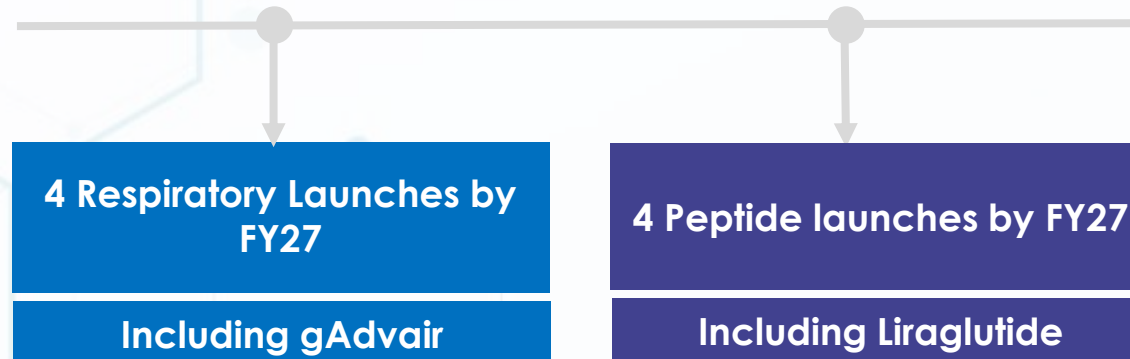 4 Respiratory Launches by
FY27
4 Peptide launches by FY27
Including gAdvair
Including Liraglutide